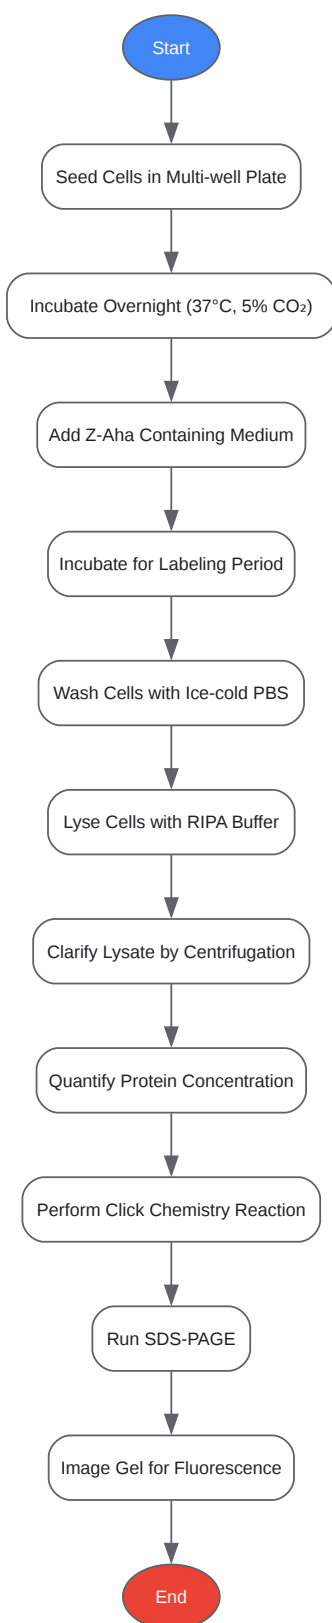 Start
Seed Cells in Multi-well Plate
Incubate Overnight (37°C, 5% CO₂)
Add Z-Aha Containing Medium
Incubate for Labeling Period
Wash Cells with Ice-cold PBS
Lyse Cells with RIPA Buffer
Clarify Lysate by Centrifugation
Quantify Protein Concentration
Perform Click Chemistry Reaction
Run SDS-PAGE
Image Gel for Fluorescence
End